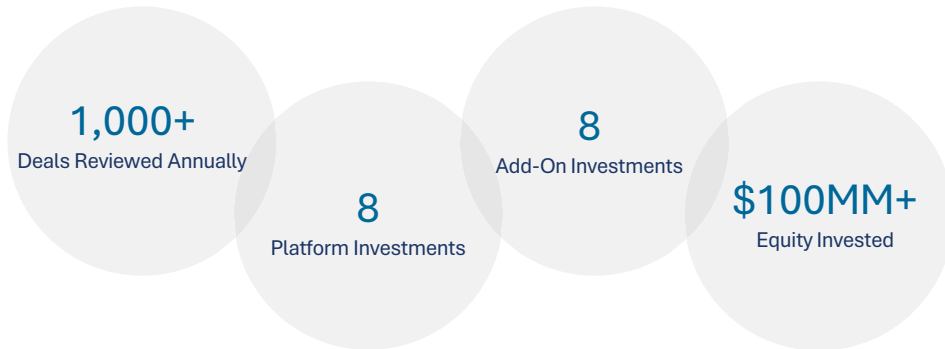 1,000+
Deals Reviewed Annually
8
Platform Investments
8
Add-On Investments
$100MM+
Equity Invested